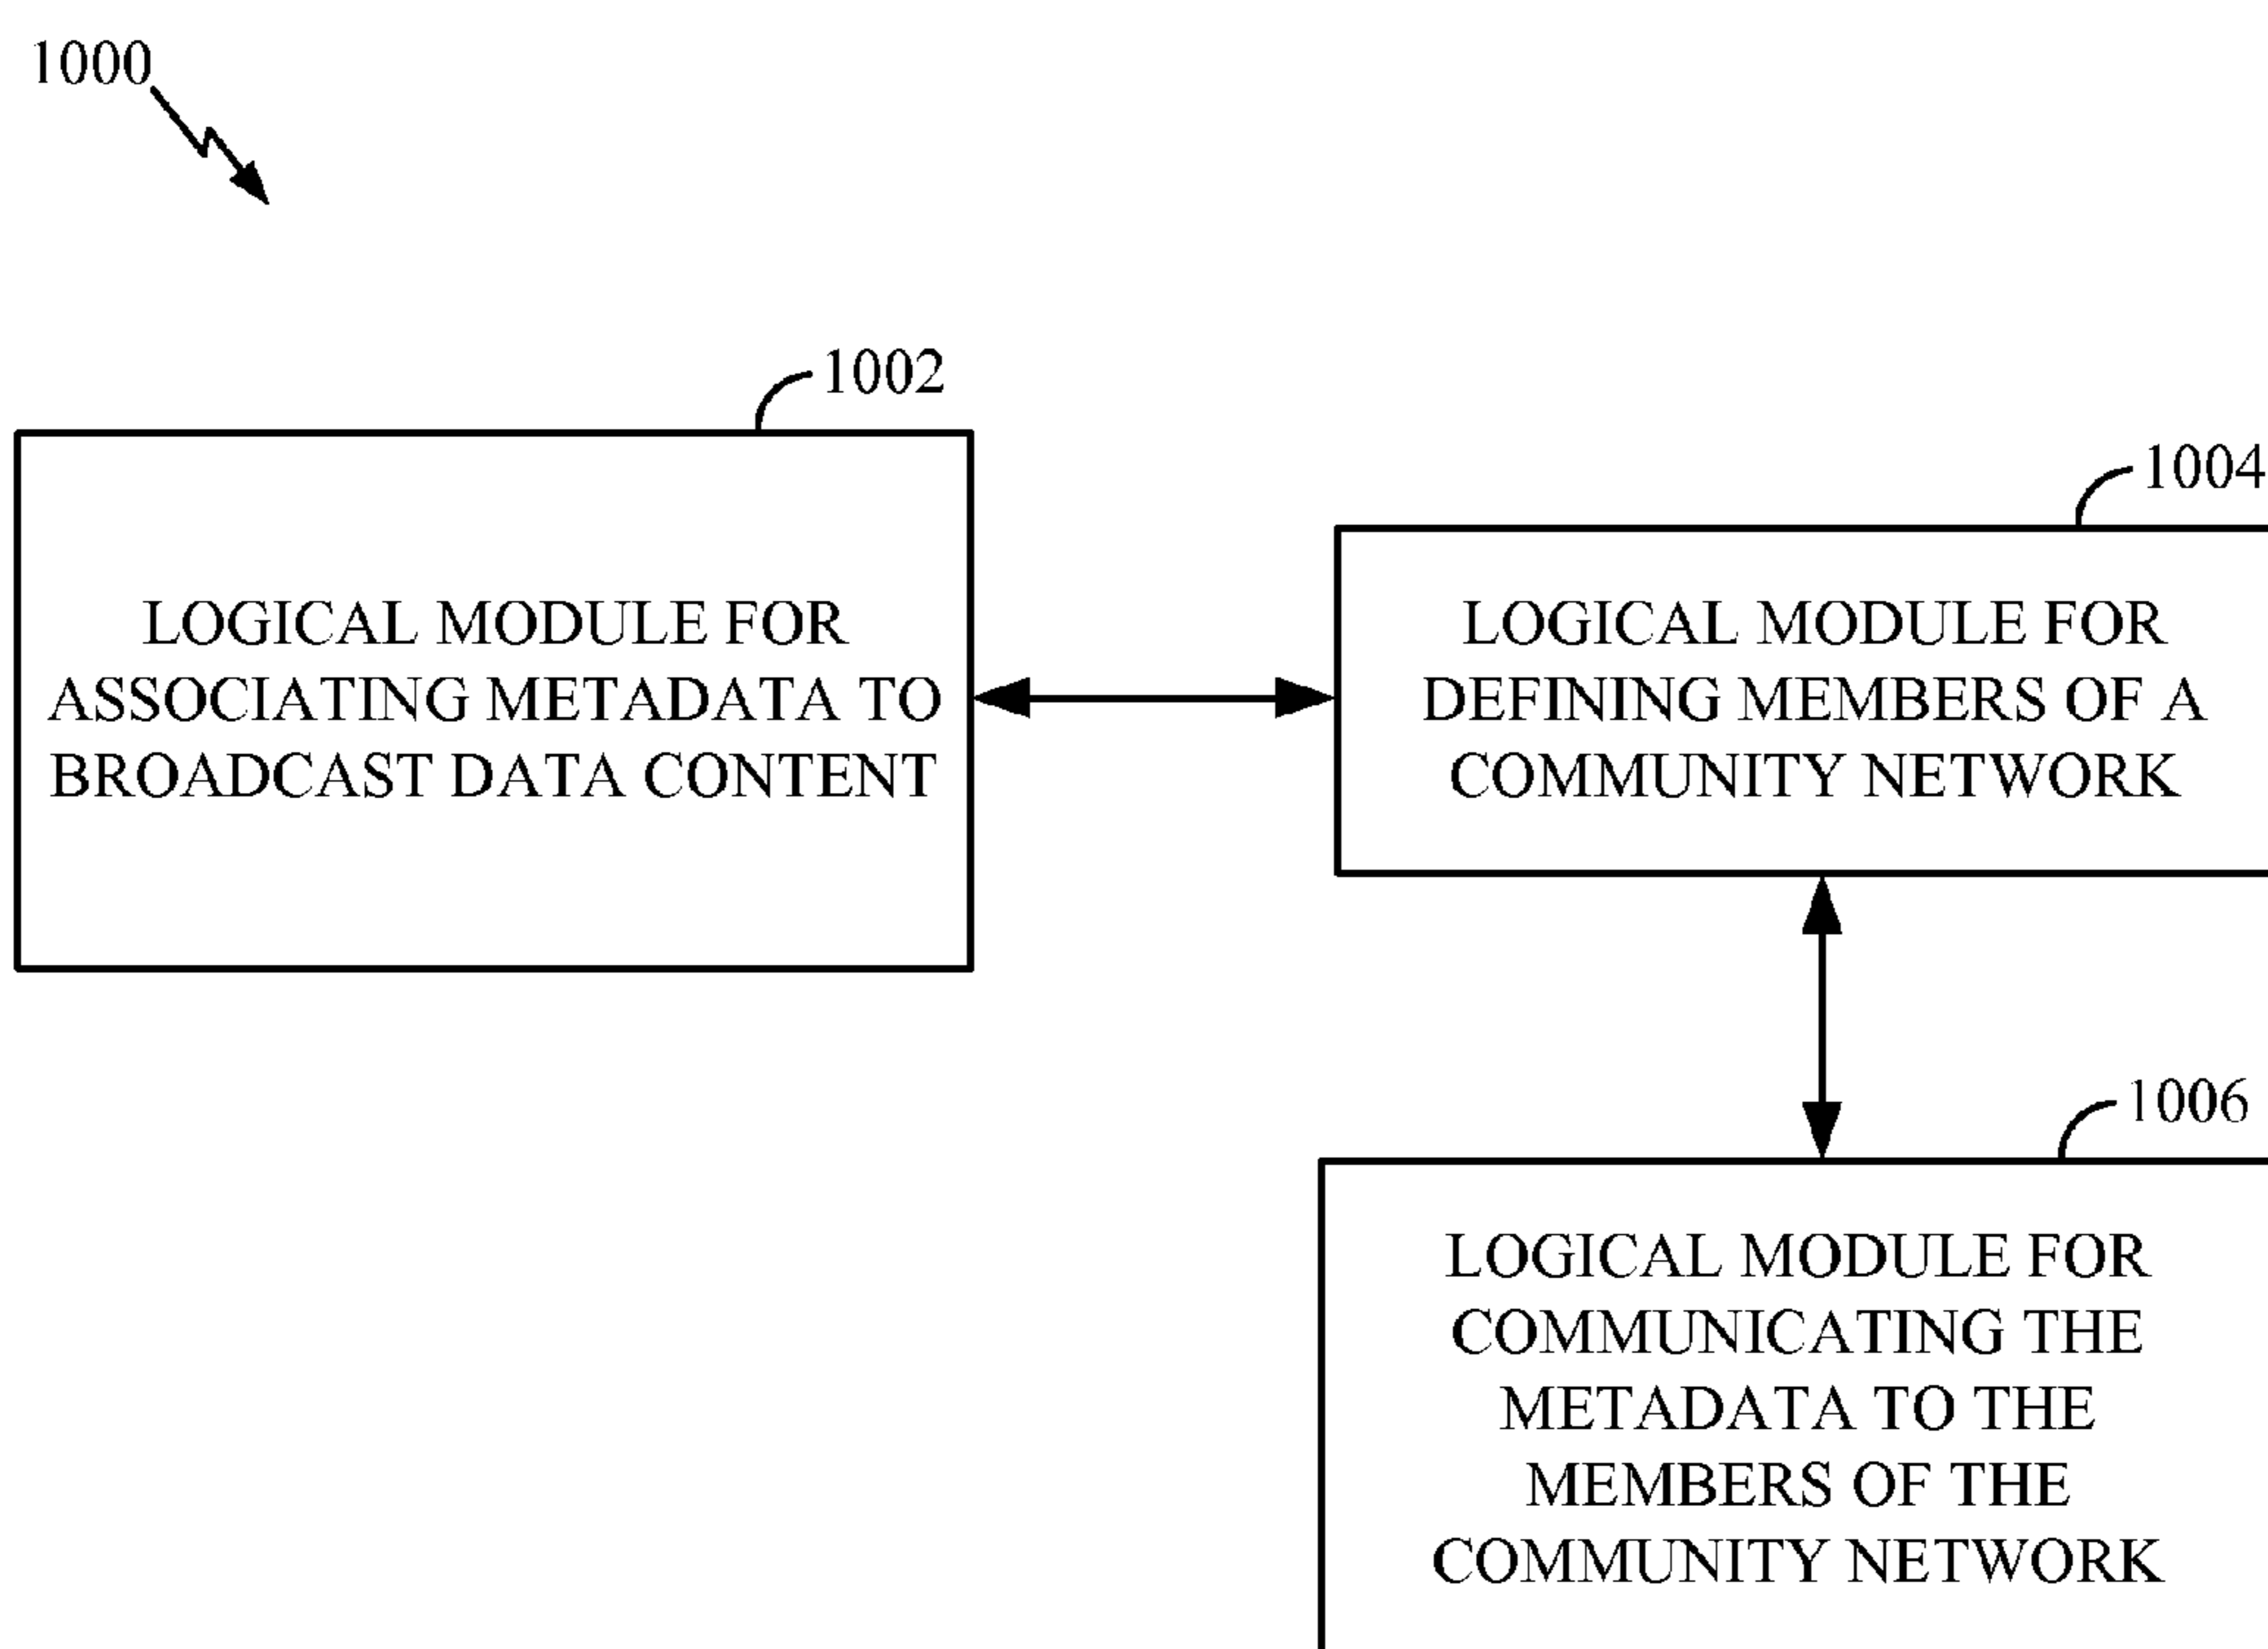 1000
1002
LOGICAL MODULE FOR
ASSOCIATING METADATA TO
BROADCAST DATA CONTENT
1004
LOGICAL MODULE FOR
DEFINING MEMBERS OF A
COMMUNITY NETWORK
1006
LOGICAL MODULE FOR
COMMUNICATING THE
METADATA TO THE
MEMBERS OF THE
COMMUNITY NETWORK